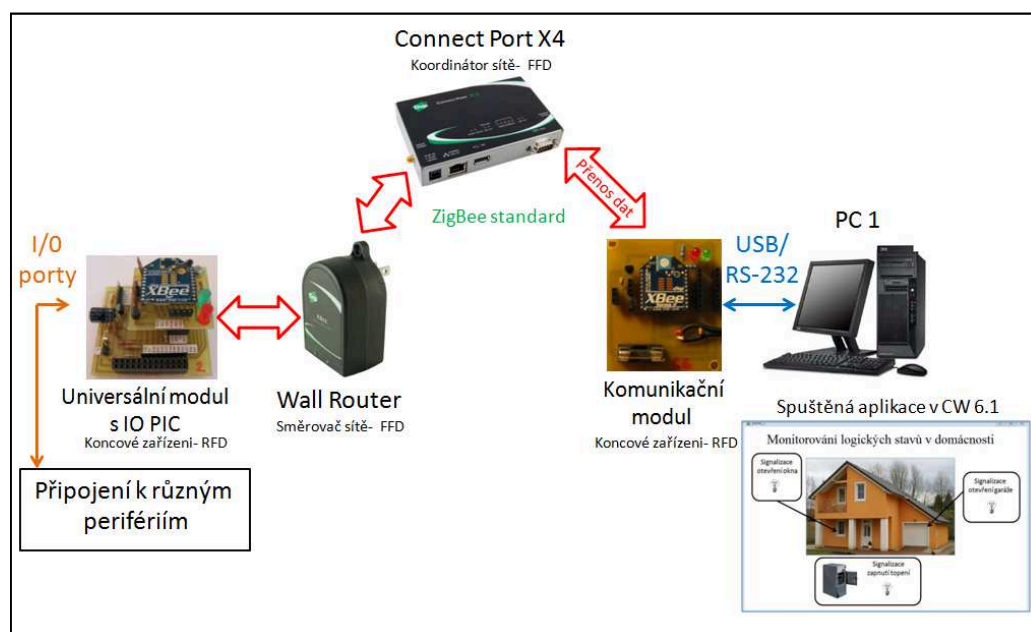 Connect Port X4
Koordinátor sítě- FFD
Přenos dat
ZigBee standard
PC 1
I/0
porty
USB/
RS-232
XBee
XBee
Universální modul
s IO PIC
Koncové zařízeni- RFD
Wall Router
Směrovač sítě- FFD
Komunikační
modul
Koncové zařízeni- RFD
Připojení k různým
perifériím
Spuštěná aplikace v CW 6.1
Monitorování logických stavů v domácnosti
Signalizace
otevření okna
Signalizace
otevření garáže
Signalizace
zapnutí topení